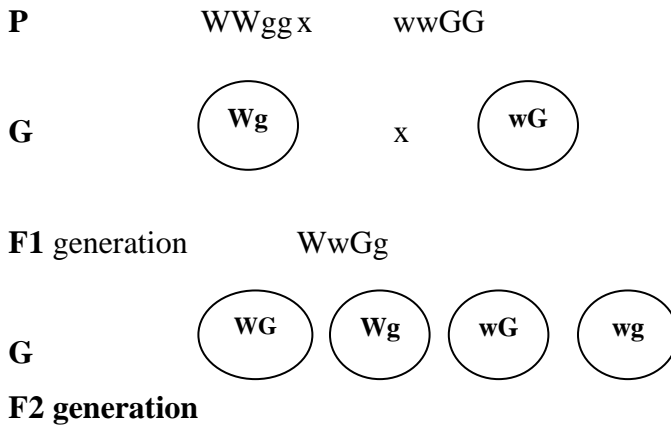 P WWgg x wwGG
G Wg x wG
F1 generation WwGg
G WG Wg wG wg
F2 generation